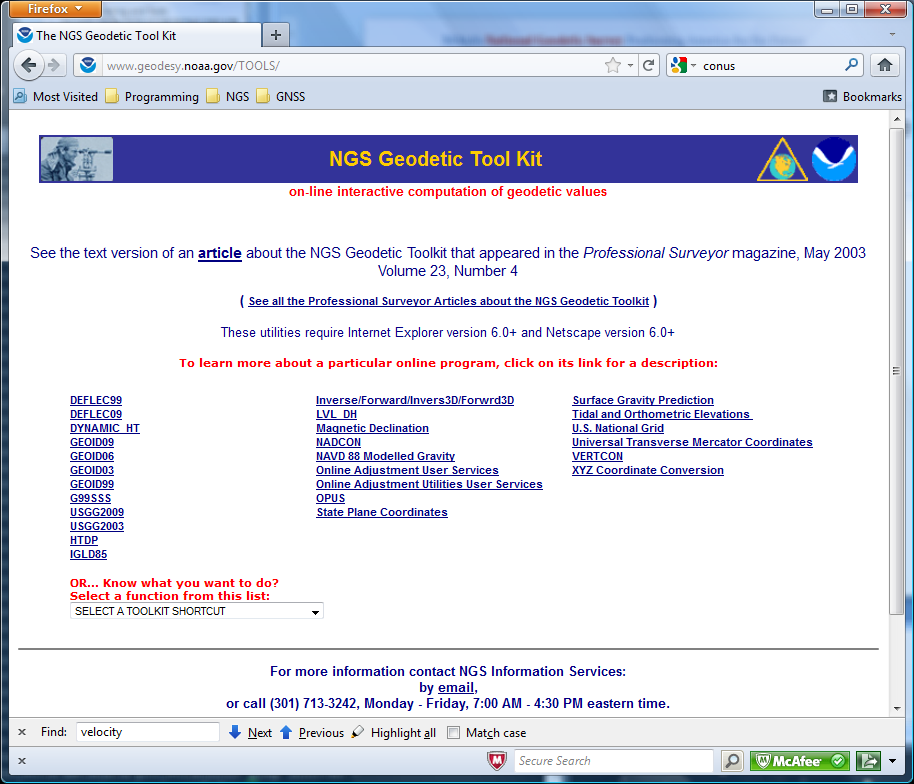 Firefox
The NGS Geodetic Tool Kit
www.geodesy.noaa.gov/TOOLS/
conus
Most Visited Programming NGS GNSS Bookmarks
NGS Geodetic Tool Kit
on-line interactive computation of geodetic values
See the text version of an article about the NGS Geodetic Toolkit that appeared in the Professional Surveyor magazine, May 2003
Volume 23, Number 4
( See all the Professional Surveyor Articles about the NGS Geodetic Toolkit )
These utilities require Internet Explorer version 6.0+ and Netscape version 6.0+
To learn more about a particular online program, click on its link for a description:
DEFLEC99
DEFLEC09
DYNAMIC_HT
GEOID09
GEOID06
GEOID03
GEOID99
G99SSS
USGG2009
USGG2003
HTDP
IGLD85
Inverse/Forward/Invers3D/Forwrd3D
LVL_DH
Magnetic Declination
NADCON
NAVD 88 Modelled Gravity
Online Adjustment User Services
Online Adjustment Utilities User Services
OPUS
State Plane Coordinates
Surface Gravity Prediction
Tidal and Orthometric Elevations
U.S. National Grid
Universal Transverse Mercator Coordinates
VERTCON
XYZ Coordinate Conversion
OR... Know what you want to do?
Select a function from this list:
SELECT A TOOLKIT SHORTCUT
For more information contact NGS Information Services:
by email,
or call (301) 713-3242, Monday - Friday, 7:00 AM - 4:30 PM eastern time.
Find: velocity Next Previous Highlight all Match case
Secure Search McAfee